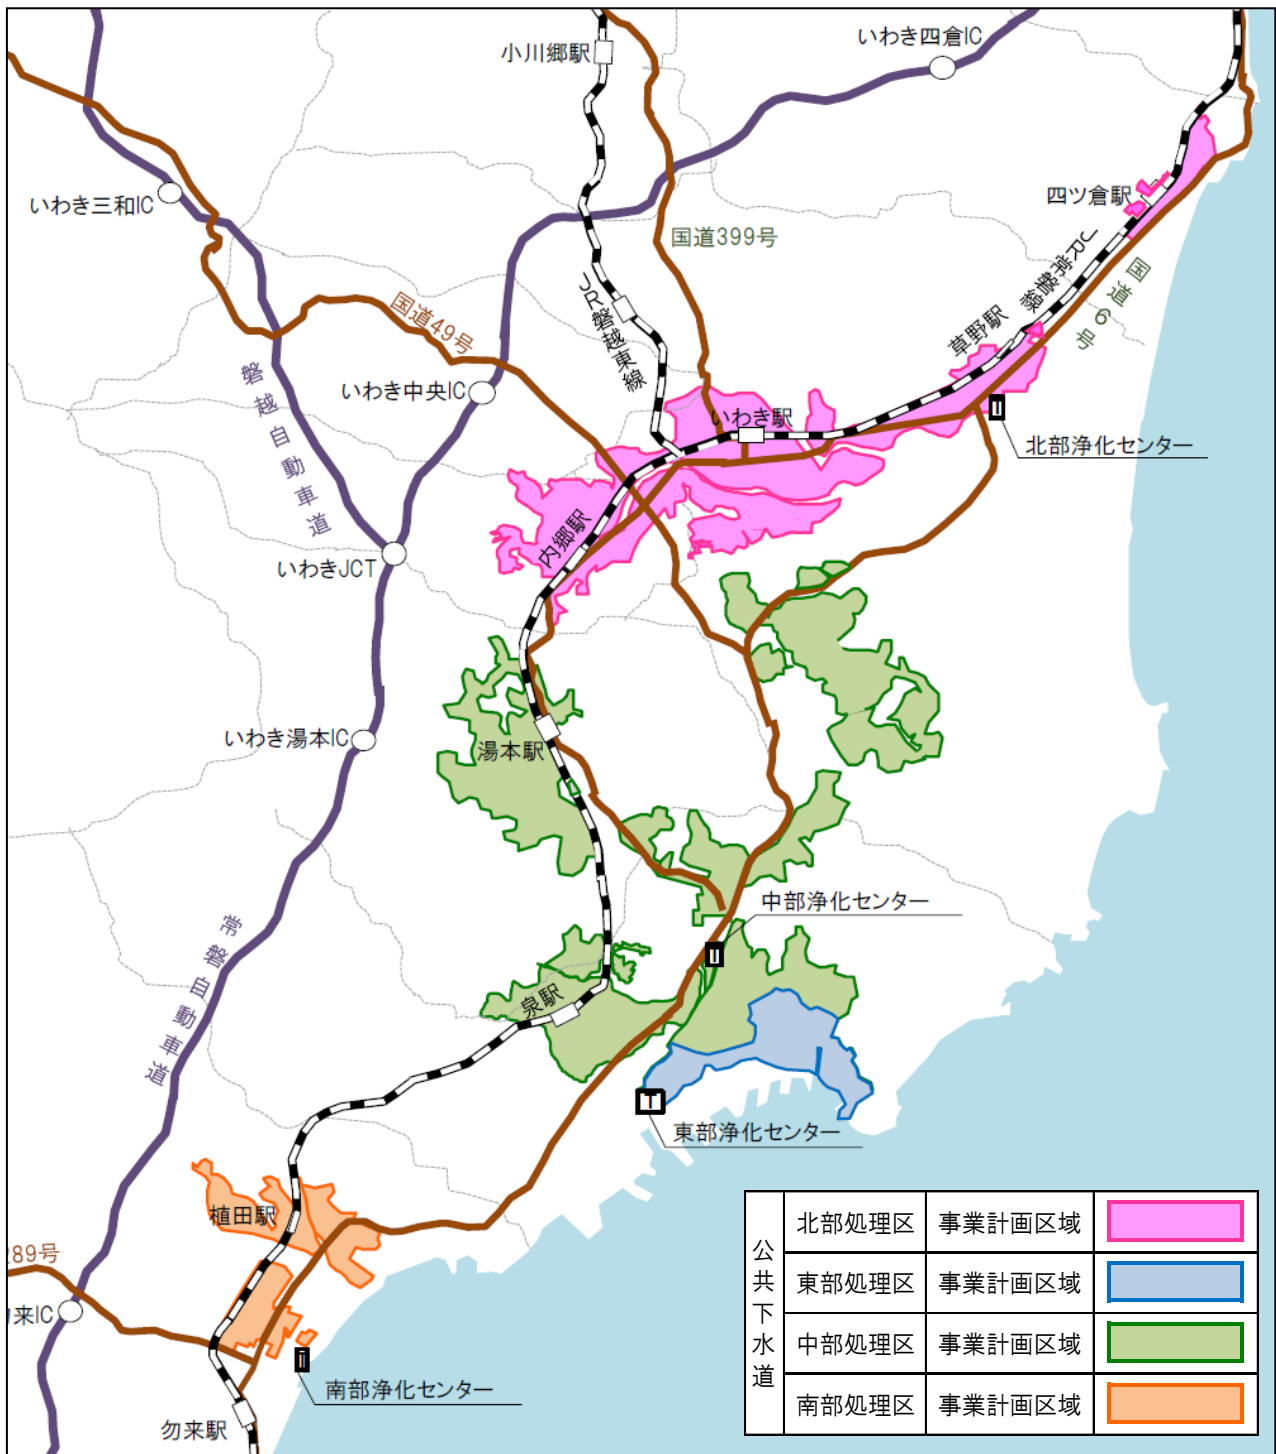 小川郷駅
いわき四倉IC
いわき三和IC
四ツ倉駅
国道399号
JR常磐線
国道6号
国道49号
JR磐越東線
草野駅
磐越自動車道
いわき中央IC
いわき駅
北部浄化センター
内郷駅
いわきJCT
いわき湯本IC
湯本駅
中部浄化センター
常磐自動車道
泉駅
T
東部浄化センター
植田駅
289号
来IC
南部浄化センター
勿来駅
公共下水道
北部処理区 事業計画区域
東部処理区 事業計画区域
中部処理区 事業計画区域
南部処理区 事業計画区域